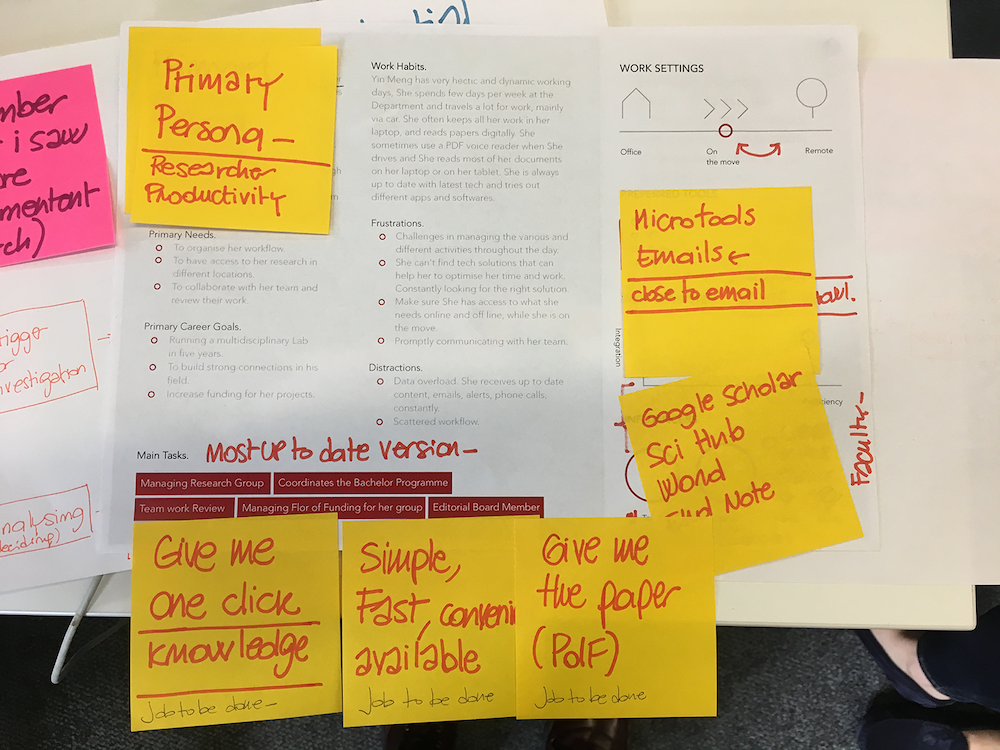 mber
i saw
re
mentant
rch)
Primary
Persona –
Researcher
Productivity
Work Habits.
Yin Meng has very hectic and dynamic working
days, She spends few days per week at the
Department and travels a lot for work, mainly
via car. She often keeps all her work in her
laptop, and reads papers digitally. She
sometimes use a PDF voice reader when She
drives and She reads most of her documents
on her laptop or on her tablet. She is always
up to date with latest tech and tries out
different apps and softwares.
WORK SETTINGS
Office
On
the move
Remote
Primary Needs.
To organise her workflow.
To have access to her research in
different locations.
To collaborate with her team and
review their work.
Primary Career Goals.
Running a multidisciplinary Lab
in five years.
To build strong connections in his
field.
Increase funding for her projects.
Frustrations.
Challenges in managing the various and
different activities throughout the day.
She can't find tech solutions that can
help her to optimise her time and work.
Constantly looking for the right solution.
Make sure She has access to what she
needs online and off line, while she is on
the move.
Promptly communicating with her team.
Distractions.
Data overload. She receives up to date
content, emails, alerts, phone calls,
constantly.
Scattered workflow.
Microtools
Emails ←
close to email
Integration
iciency
Google Scholar
Sci Hub
Word
End Note
Faculty –
rigger
or
nvestigation
nalysing
deciding)
Main Tasks.
Most up to date version –
Managing Research Group
Coordinates the Bachelor Programme
Team work Review
Managing Flor of Funding for her group
Editorial Board Member
Give me
one click
knowledge
Job to be done –
Simple,
Fast, conveni
available
Job to be done
Give me
the paper
(PdF)
Job to be done